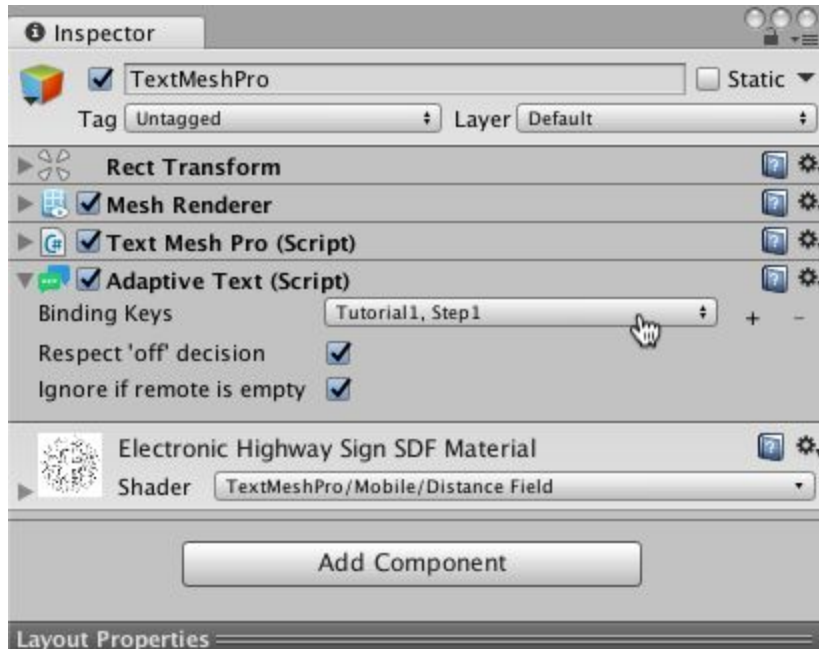 Inspector
TextMeshPro Static
Tag Untagged Layer Default
Rect Transform
Mesh Renderer
Text Mesh Pro (Script)
Adaptive Text (Script)
Binding Keys Tutorial1, Step1 + -
Respect 'off' decision
Ignore if remote is empty
Electronic Highway Sign SDF Material
Shader TextMeshPro/Mobile/Distance Field
Add Component
Layout Properties